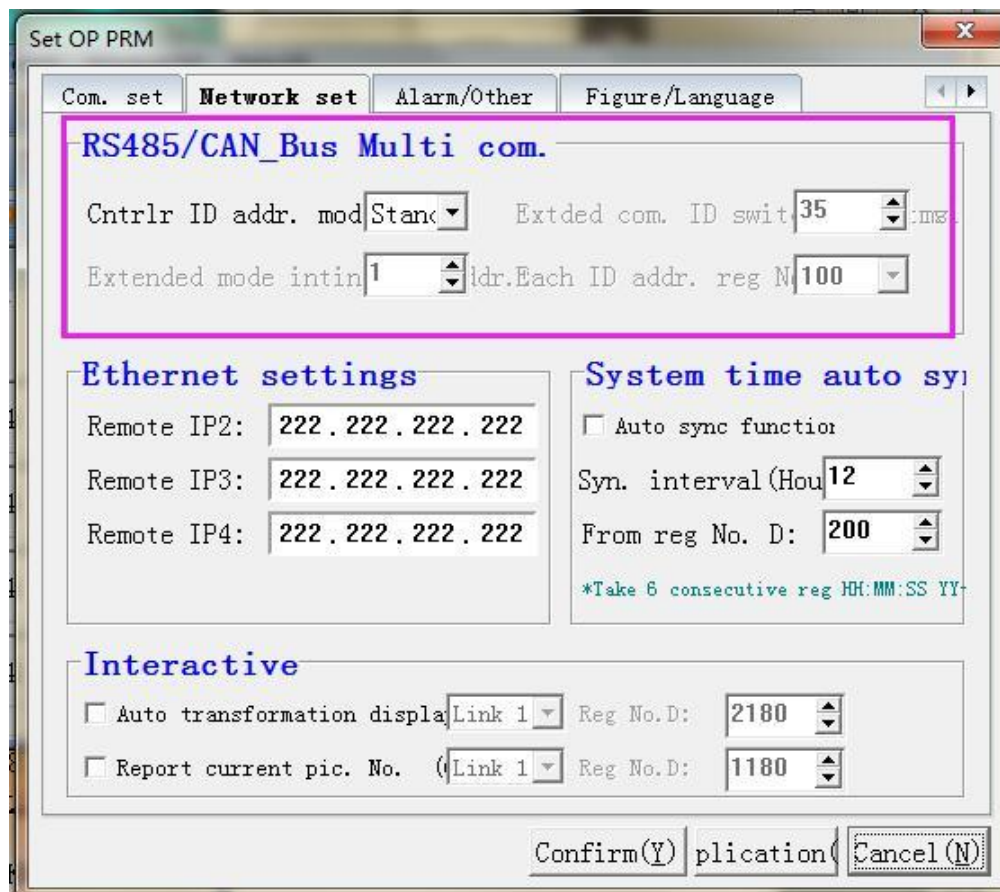 Set OP PRM
Com. set Network set Alarm/Other Figure/Language
RS485/CAN_Bus Multi com.
Cntrlr ID addr. mod Stand Extded com. ID swit 35 :ms
Extended mode intin 1 ddr. Each ID addr. reg N 100
Ethernet settings
Remote IP2: 222.222.222.222
Remote IP3: 222.222.222.222
Remote IP4: 222.222.222.222
System time auto syn
Auto sync function
Syn. interval(Hou 12
From reg No. D: 200
*Take 6 consecutive reg HH:MM:SS YY-
Interactive
Auto transformation displa Link 1 Reg No.D: 2180
Report current pic. No. ( Link 1 Reg No.D: 1180
Confirm(Y) plication( Cancel(N)